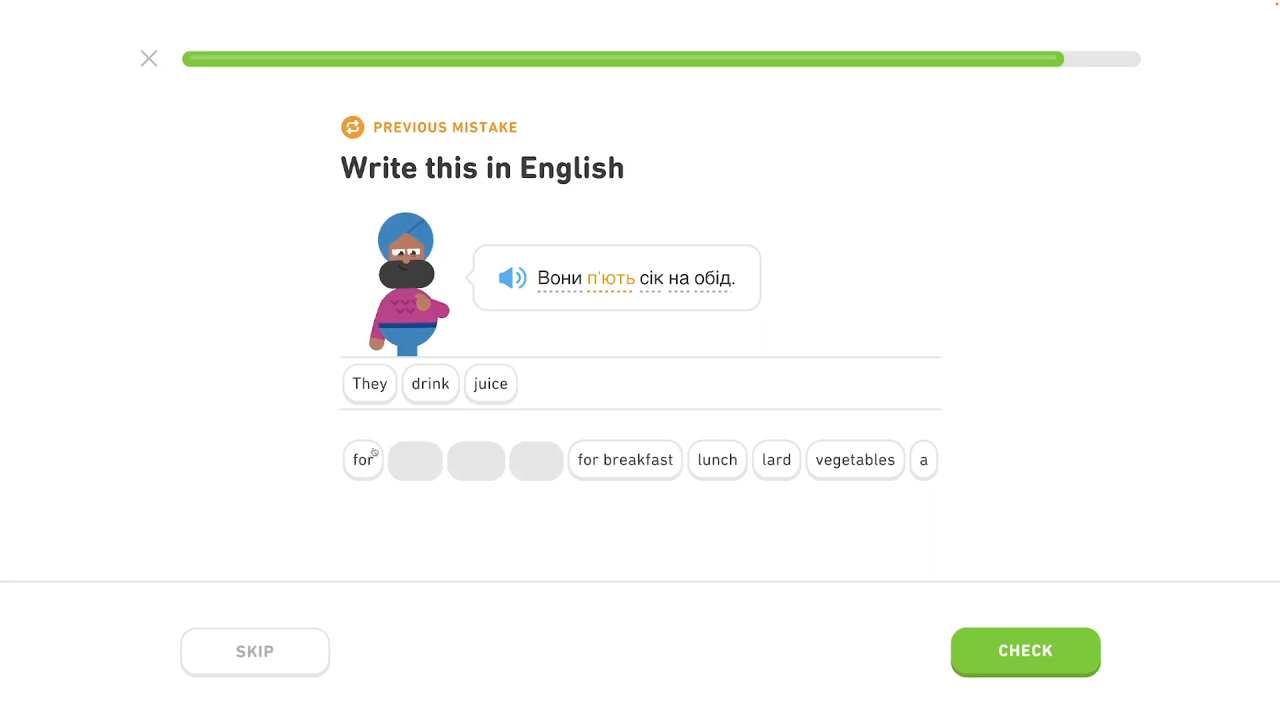 PREVIOUS MISTAKE
Write this in English
Вони п'ють сік на обід.
They drink juice
for for breakfast lunch lard vegetables a
SKIP CHECK